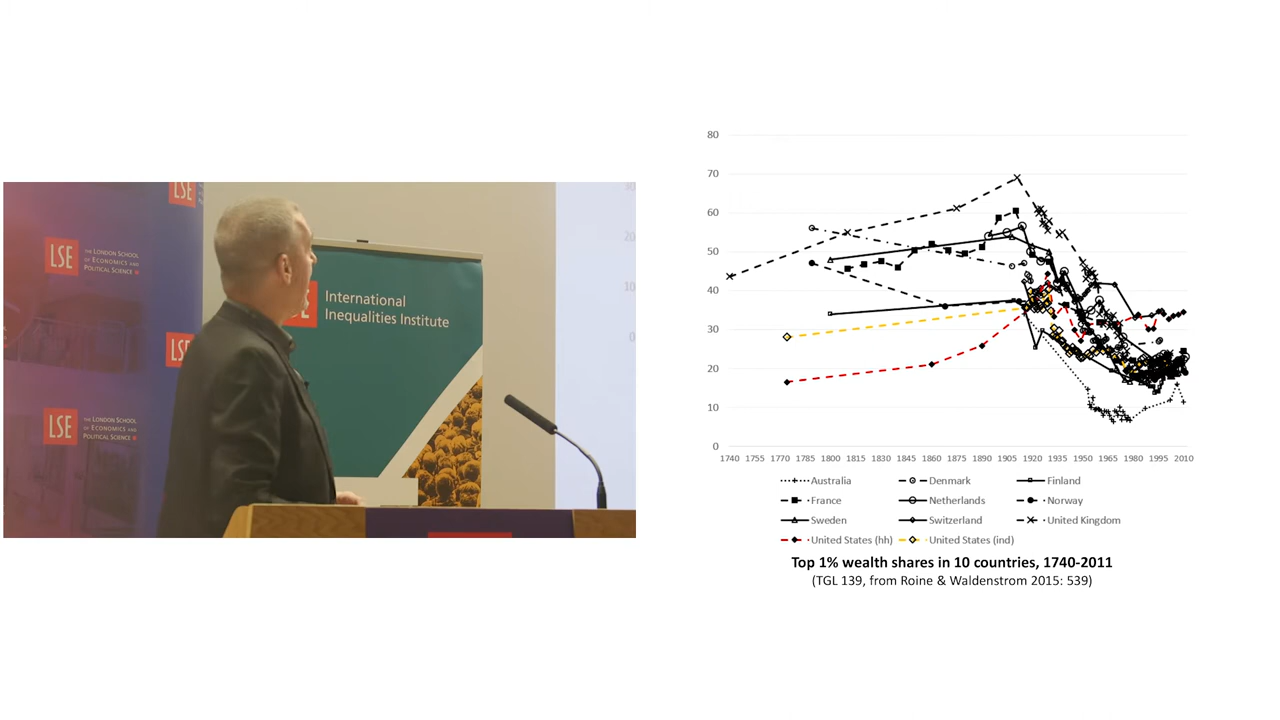 LSE
LSE
THE LONDON SCHOOL
OF ECONOMICS AND
POLITICAL SCIENCE
LSE
LSE
THE LONDON SCHOOL
OF ECONOMICS AND
POLITICAL SCIENCE
International
Inequalities Institute
20
10
0
80
70
60
50
40
30
20
10
0
1740 1755 1770 1785 1800 1815 1830 1845 1860 1875 1890 1905 1920 1935 1950 1965 1980 1995 2010
Australia Denmark Finland
France Netherlands Norway
Sweden Switzerland United Kingdom
United States (hh) United States (ind)
Top 1% wealth shares in 10 countries, 1740-2011
(TGL 139, from Roine & Waldenstrom 2015: 539)